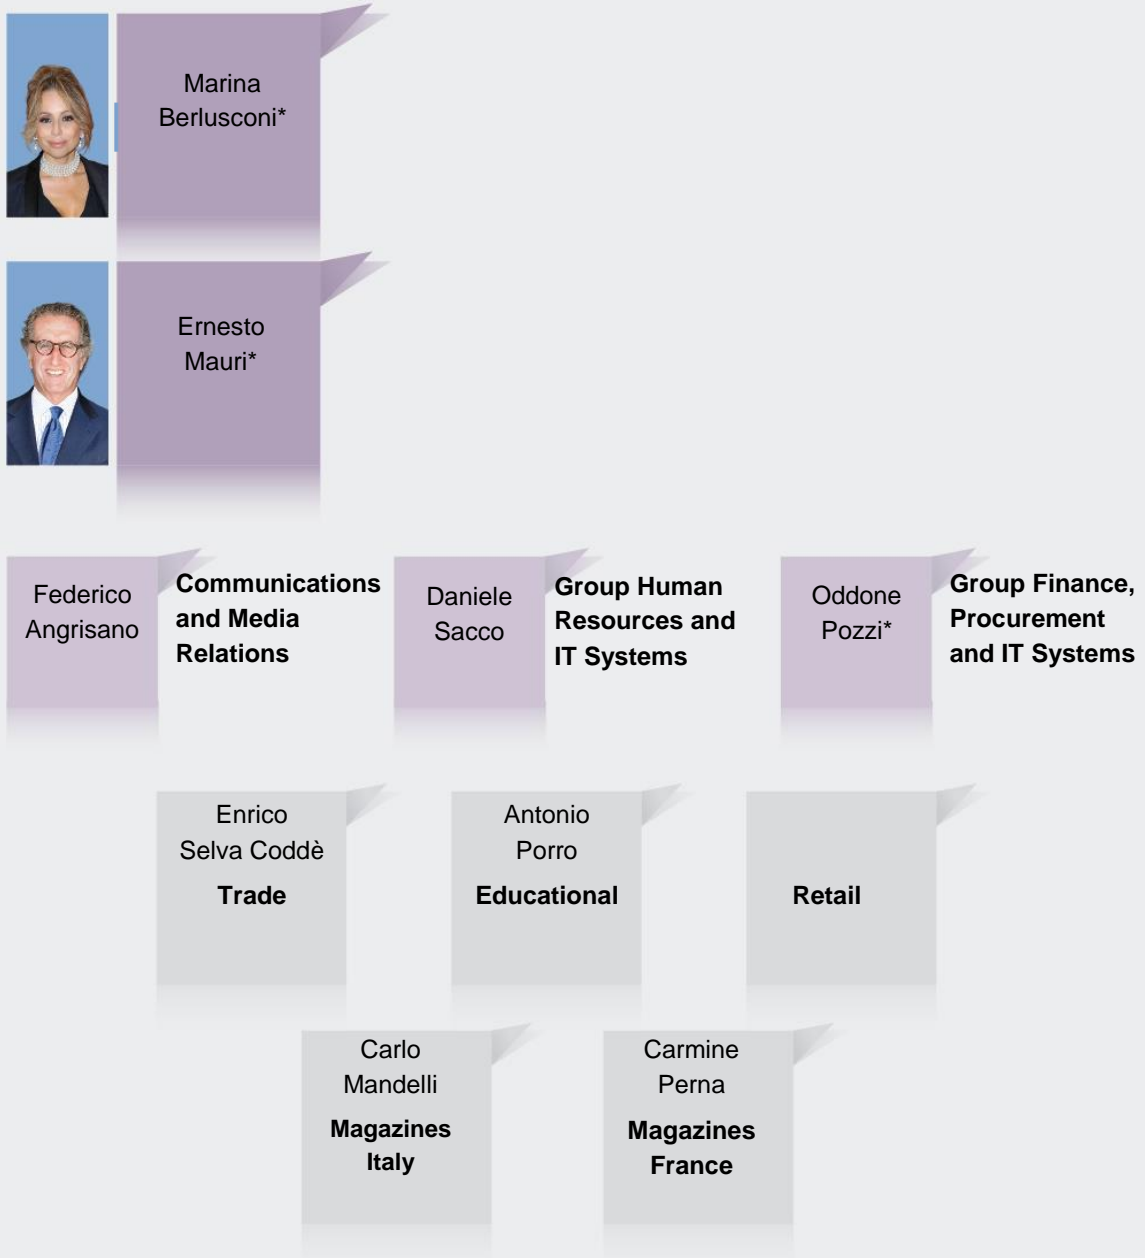 Marina
Berlusconi*
Ernesto
Mauri*
Federico
Angrisano
Communications
and Media
Relations
Daniele
Sacco
Group Human
Resources and
IT Systems
Oddone
Pozzi*
Group Finance,
Procurement
and IT Systems
Enrico
Selva Coddè
Trade
Antonio
Porro
Educational
Retail
Carlo
Mandelli
Magazines
Italy
Carmine
Perna
Magazines
France